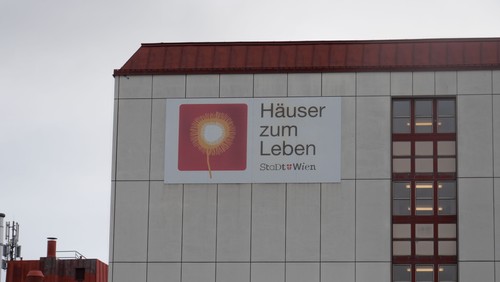 Häuser
zum
Leben
StaDt Wien